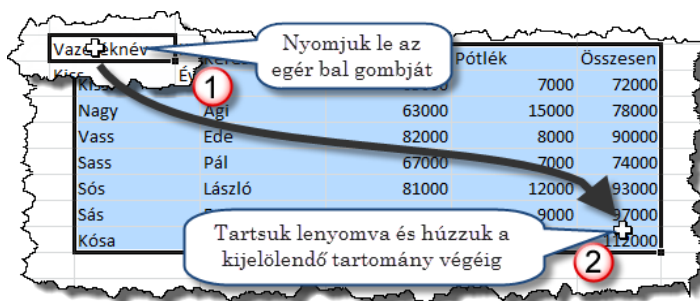 Vezetéknév
Nyomjuk le az
egér bal gombját
Pótlék Összesen
Kiss 7000 72000
1
Nagy Ági 63000 15000 78000
Vass Ede 82000 8000 90000
Sass Pál 67000 7000 74000
Sós László 81000 12000 93000
Sás 9000 97000
Kósa 112000
Tartsuk lenyomva és húzzuk a
kijelölendő tartomány végéig
2